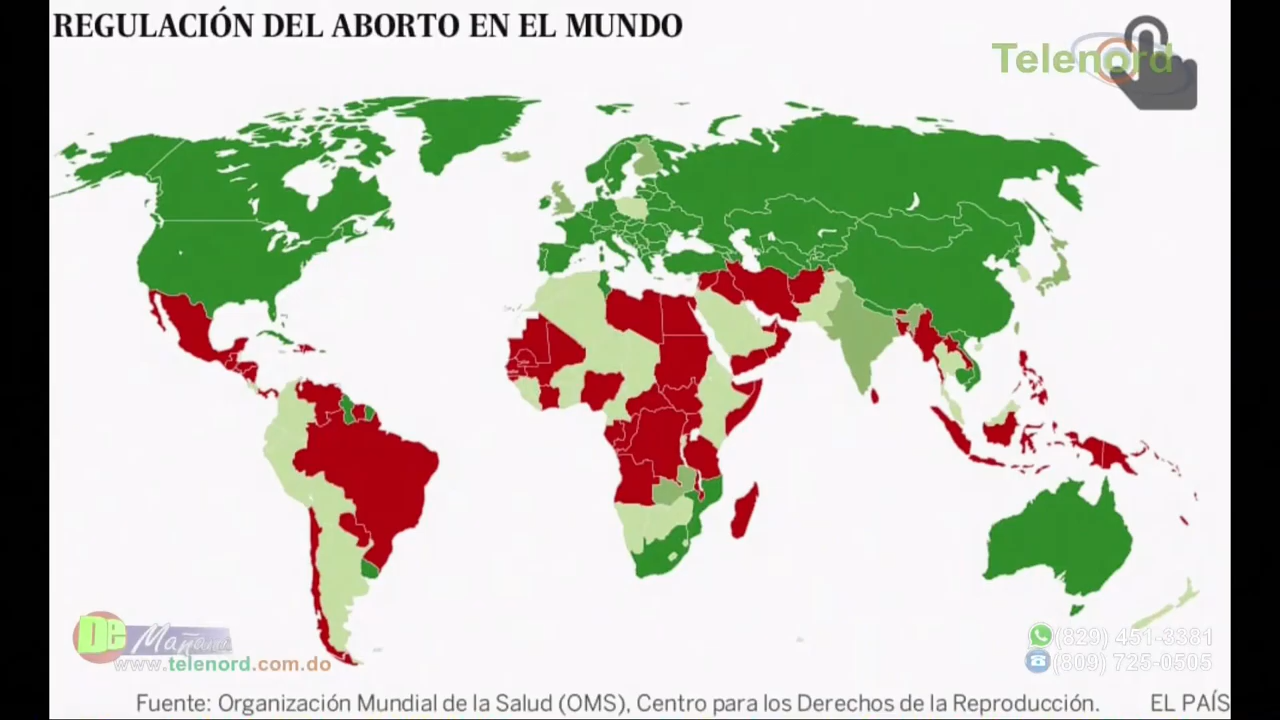 REGULACIÓN DEL ABORTO EN EL MUNDO
Telenord
De Mañana
www.telenord.com.do
(829) 451-3381
(809) 725-0505
Fuente: Organización Mundial de la Salud (OMS), Centro para los Derechos de la Reproducción.
EL PAÍS